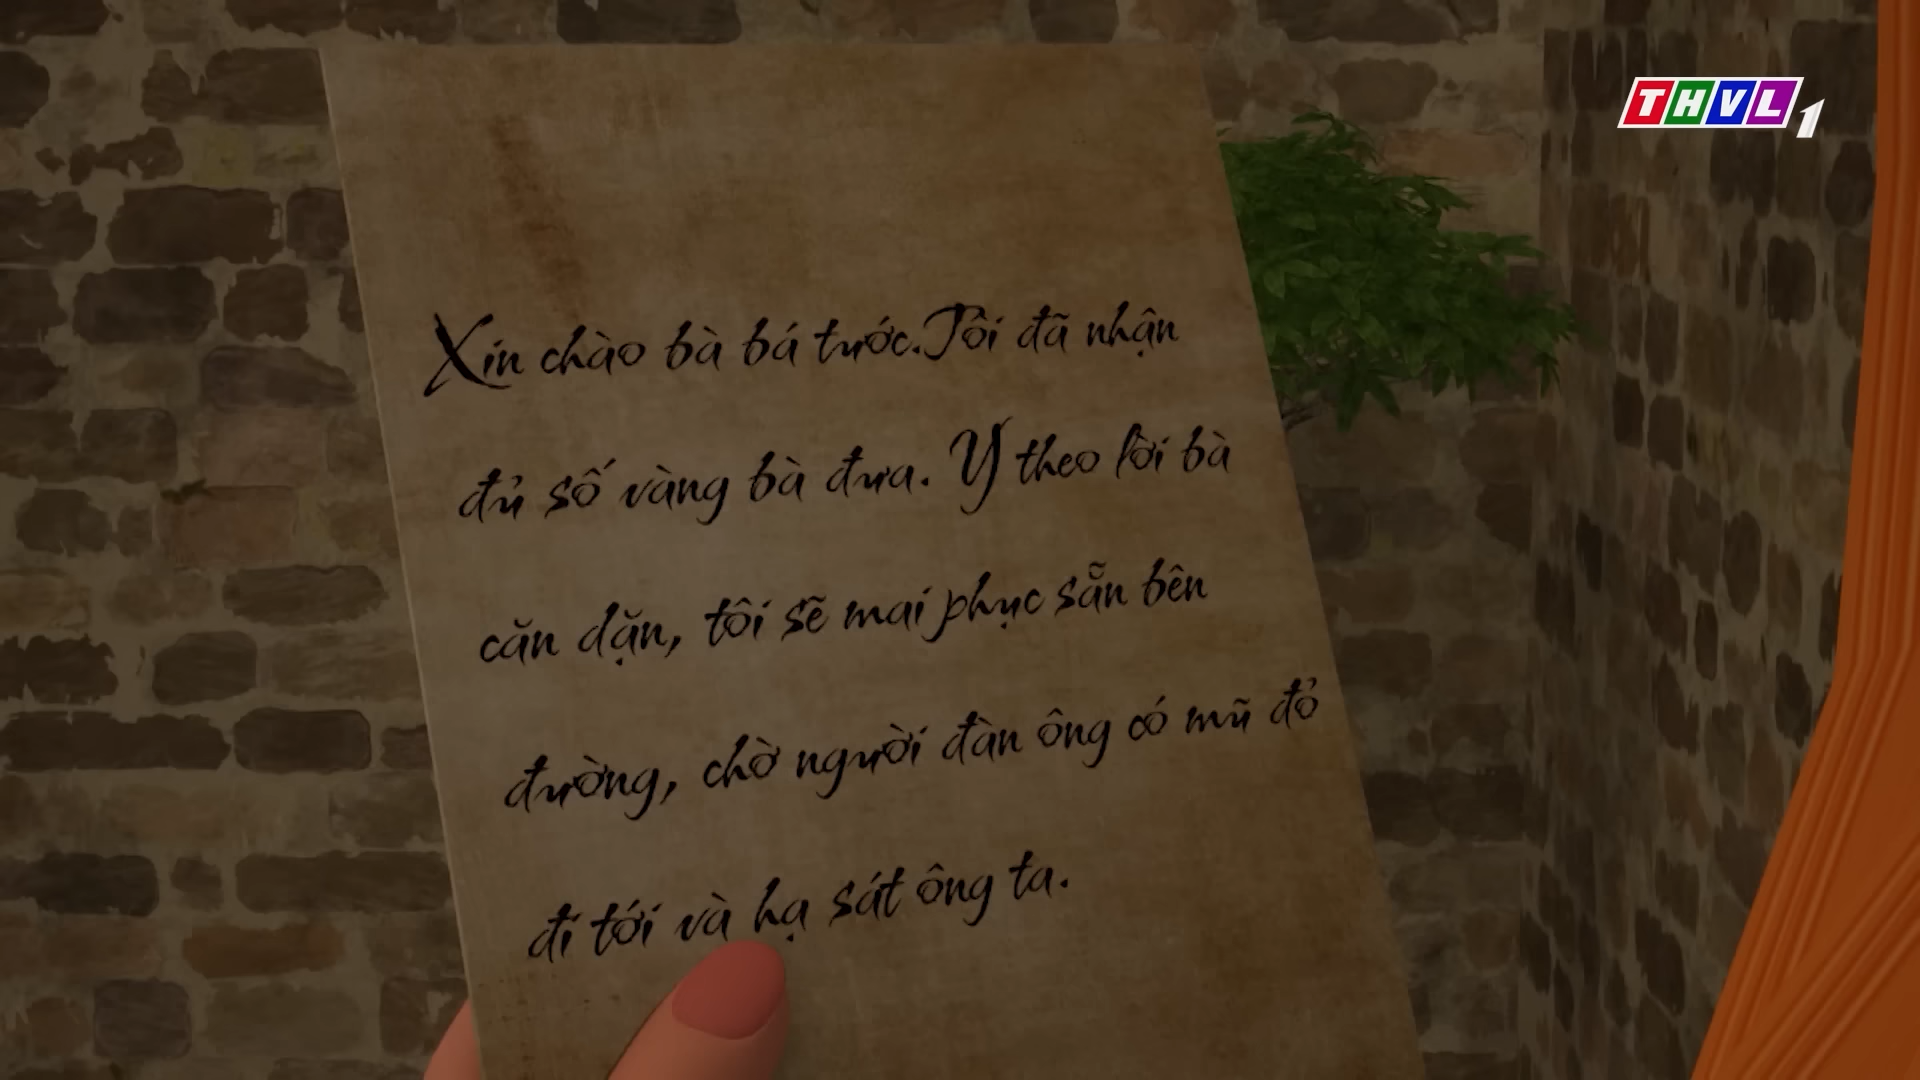 THVL1
Xin chào bà bá tước.Tôi đã nhận
đủ số vàng bà đưa. Y theo lời bà
căn dặn, tôi sẽ mai phục sẵn bên
đường, chờ người đàn ông có mũ đỏ
đi tới và hạ sát ông ta.